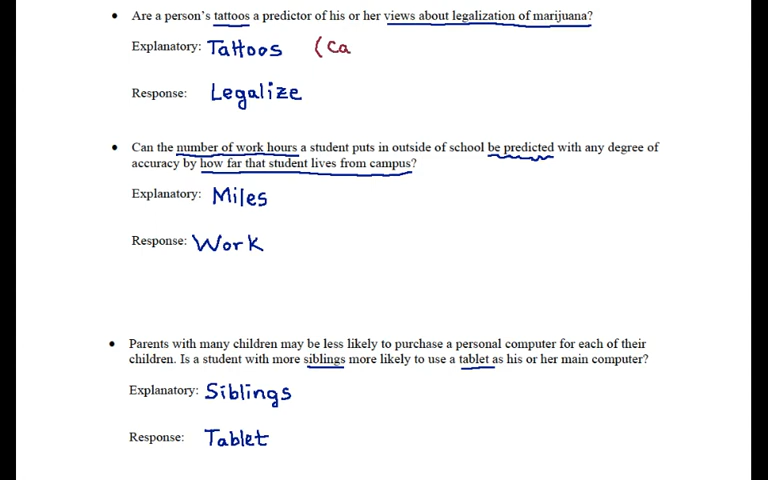 • Are a person's tattoos a predictor of his or her views about legalization of marijuana?
Explanatory: Tattoos (Ca
Response: Legalize
• Can the number of work hours a student puts in outside of school be predicted with any degree of
accuracy by how far that student lives from campus?
Explanatory: Miles
Response: Work
• Parents with many children may be less likely to purchase a personal computer for each of their
children. Is a student with more siblings more likely to use a tablet as his or her main computer?
Explanatory: Siblings
Response: Tablet